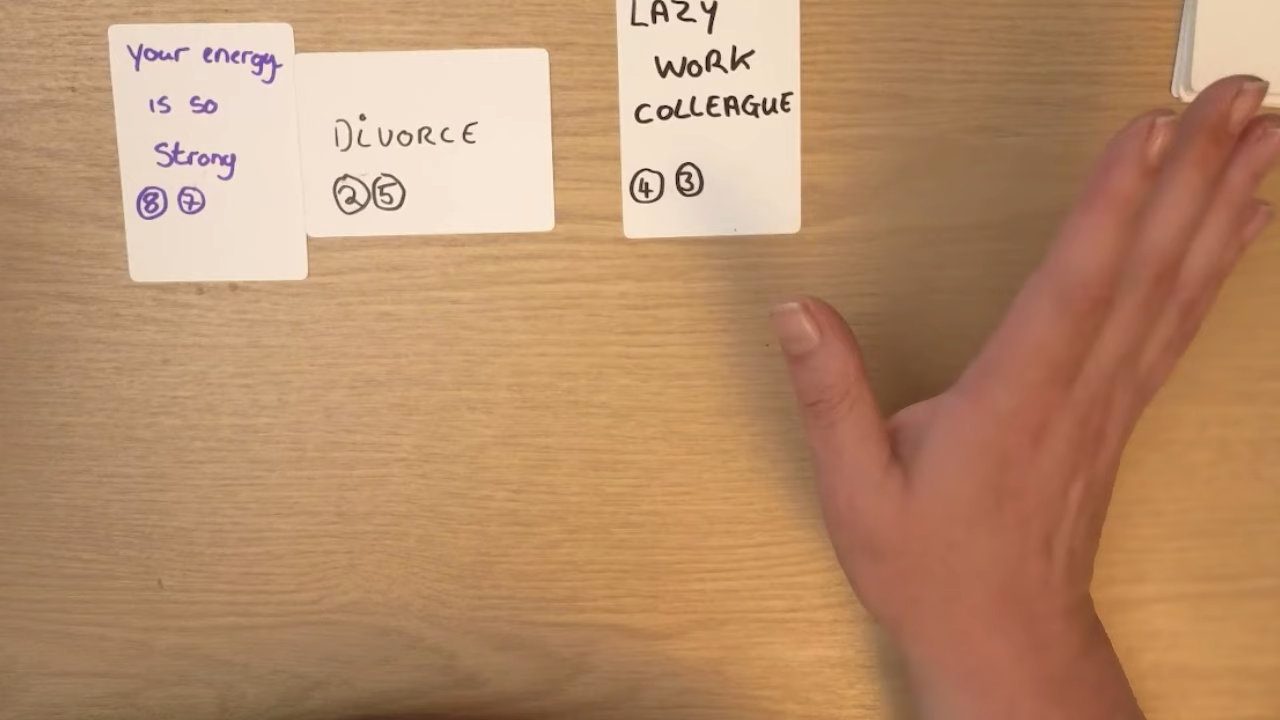 Your energy
is so
Strong
8 7
DiVORCE
2 5
LAZY
WORK
COLLEAGUE
4 3